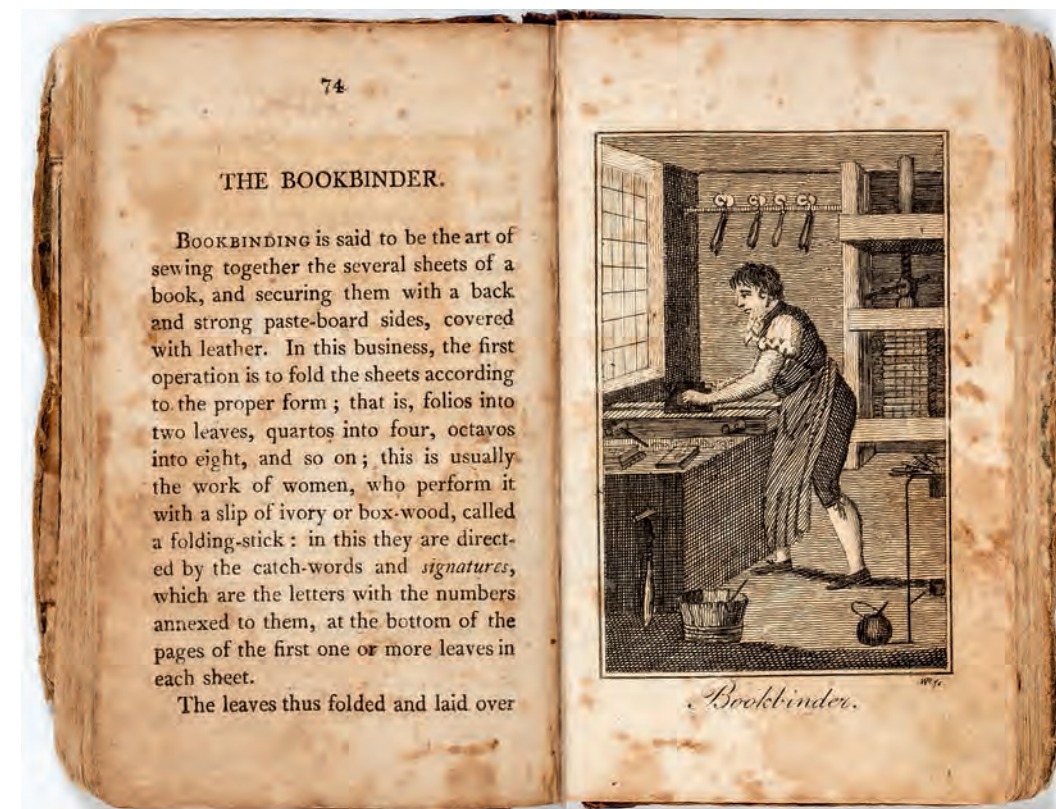 74
THE BOOKBINDER.
BOOKBINDING is said to be the art of
sewing together the several sheets of a
book, and securing them with a back
and strong paste-board sides, covered
with leather. In this business, the first
operation is to fold the sheets according
to the proper form; that is, folios into
two leaves, quartos into four, octavos
into eight, and so on; this is usually
the work of women, who perform it
with a slip of ivory or box-wood, called
a folding-stick: in this they are direct-
ed by the catch-words and signatures,
which are the letters with the numbers
annexed to them, at the bottom of the
pages of the first one or more leaves in
each sheet.
The leaves thus folded and laid over
Bookbinder.